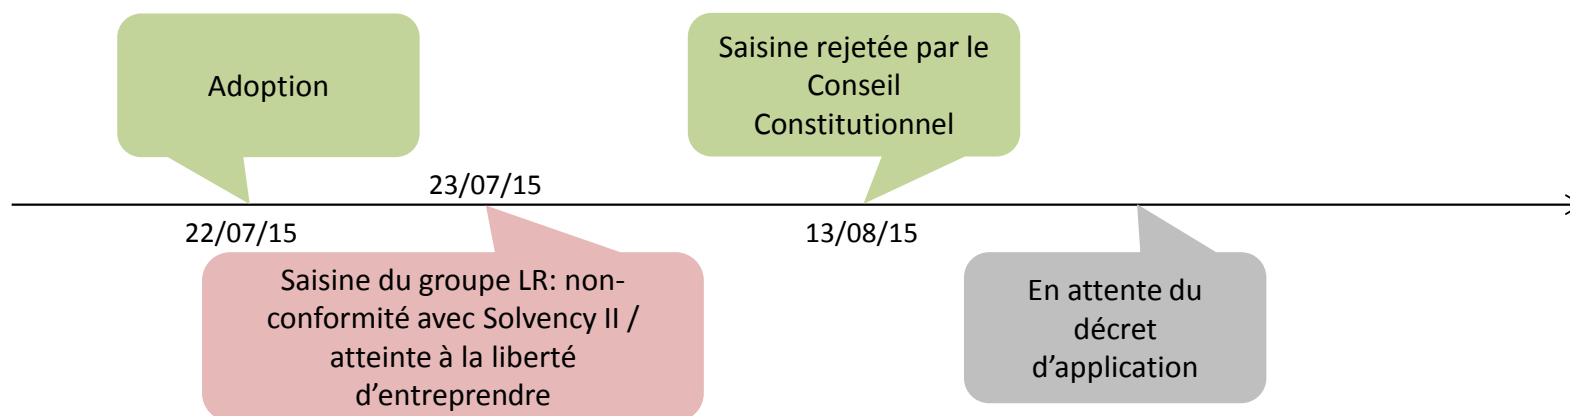 Adoption
22/07/15
23/07/15
Saisine du groupe LR: non-
conformité avec Solvency II /
atteinte à la liberté
d’entreprendre
Saisine rejetée par le
Conseil
Constitutionnel
13/08/15
En attente du
décret
d’application